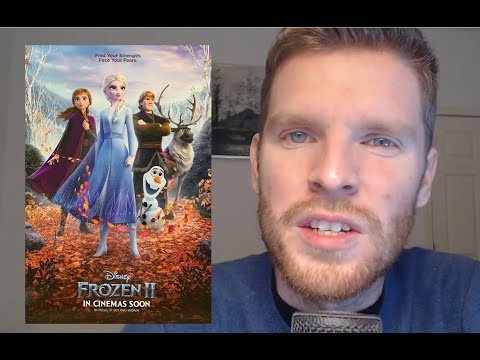 Find Your Strength.
Face Your Fears.
Disney
FROZEN II
IN CINEMAS SOON